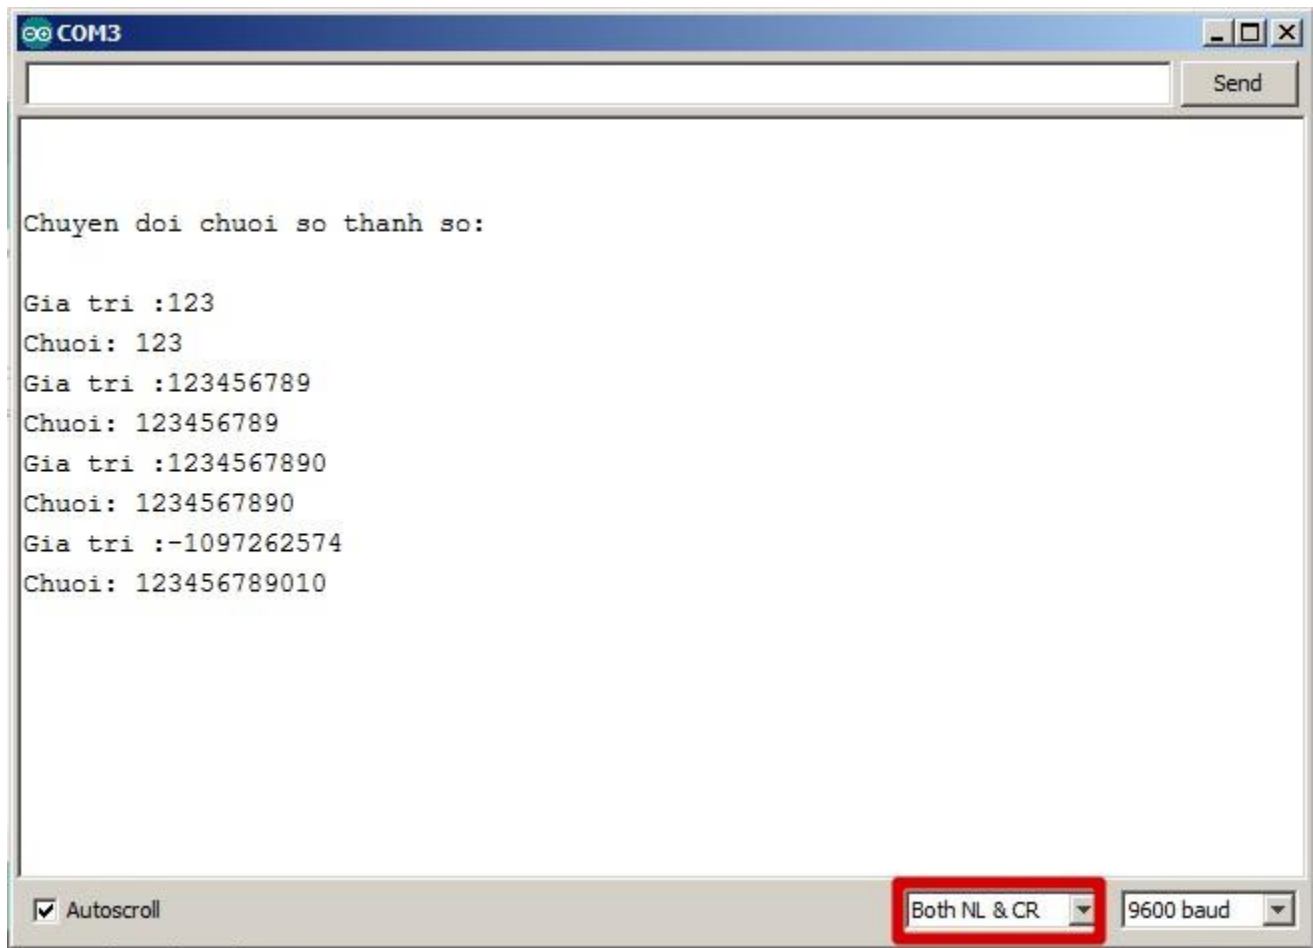 COM3
Send
Chuyen doi chuoi so thanh so:
Gia tri :123
Chuoi: 123
Gia tri :123456789
Chuoi: 123456789
Gia tri :1234567890
Chuoi: 1234567890
Gia tri :-1097262574
Chuoi: 123456789010
Autoscroll
Both NL & CR
9600 baud